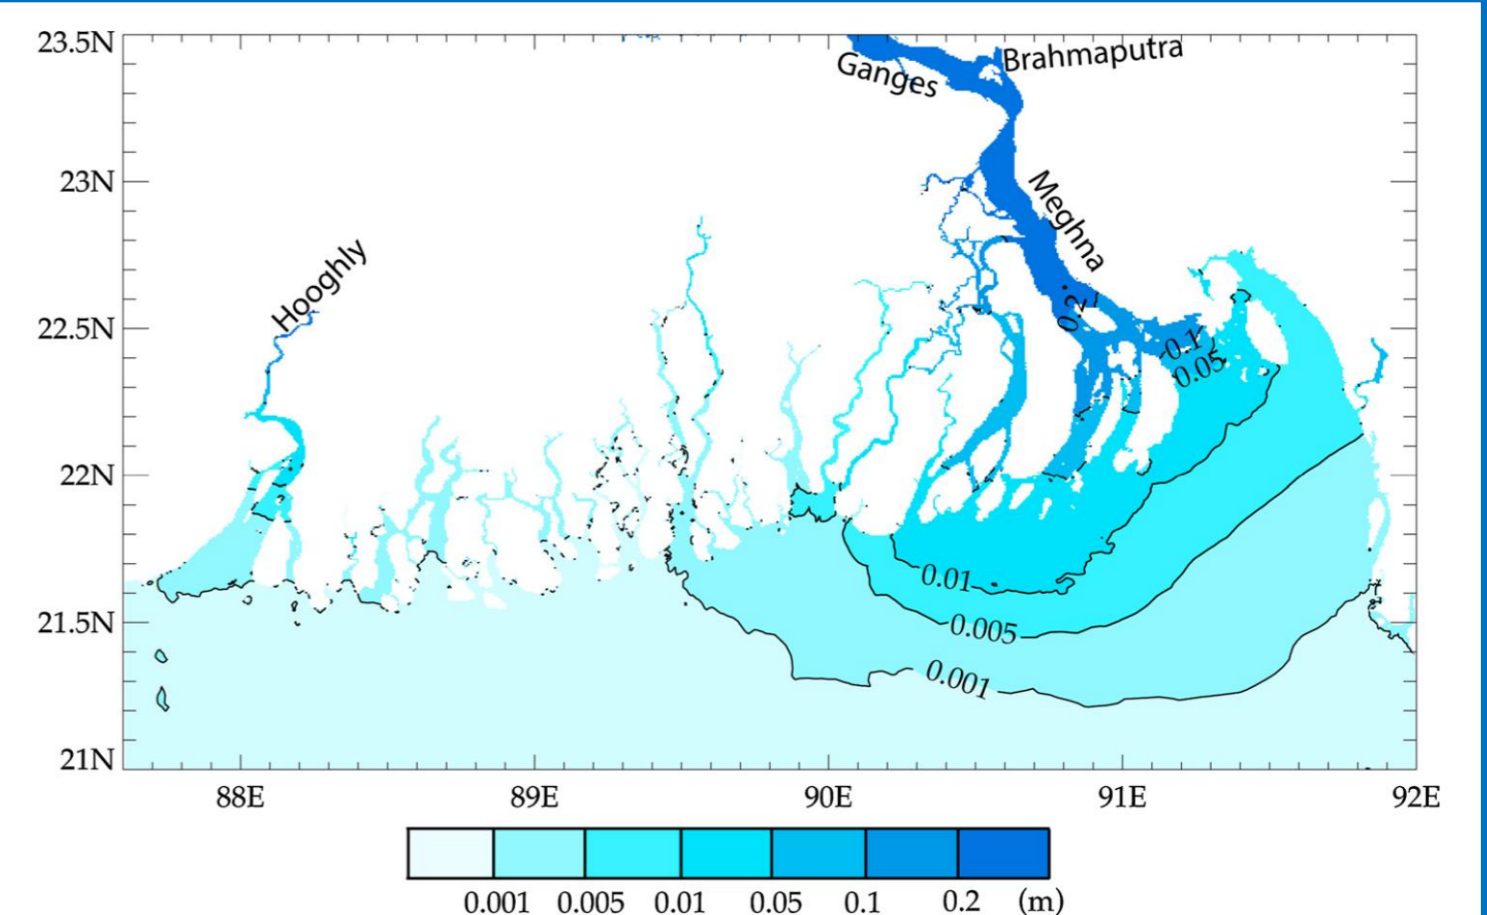 23.5N
Brahmaputra
Ganges
23N
Meghna
Hooghly
0.2
22.5N
0.1
0.05
22N
0.01
21.5N
0.005
0.001
21N
88E 89E 90E 91E 92E
0.001 0.005 0.01 0.05 0.1 0.2 (m)